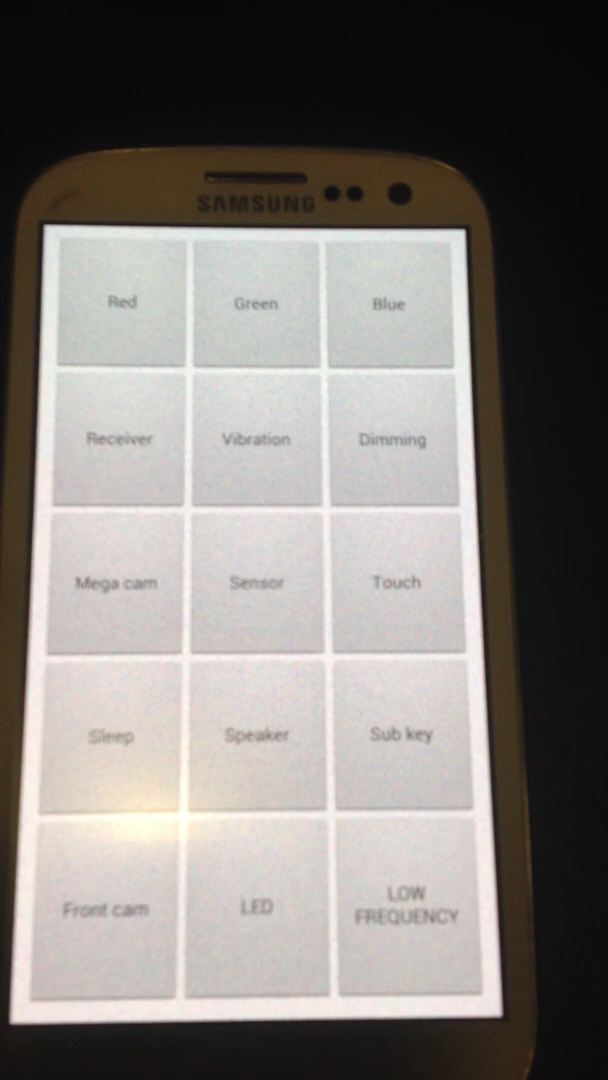 SAMSUNG
Red Green Blue
Receiver Vibration Dimming
Mega cam Sensor Touch
Sleep Speaker Sub key
Front cam LED LOW
FREQUENCY